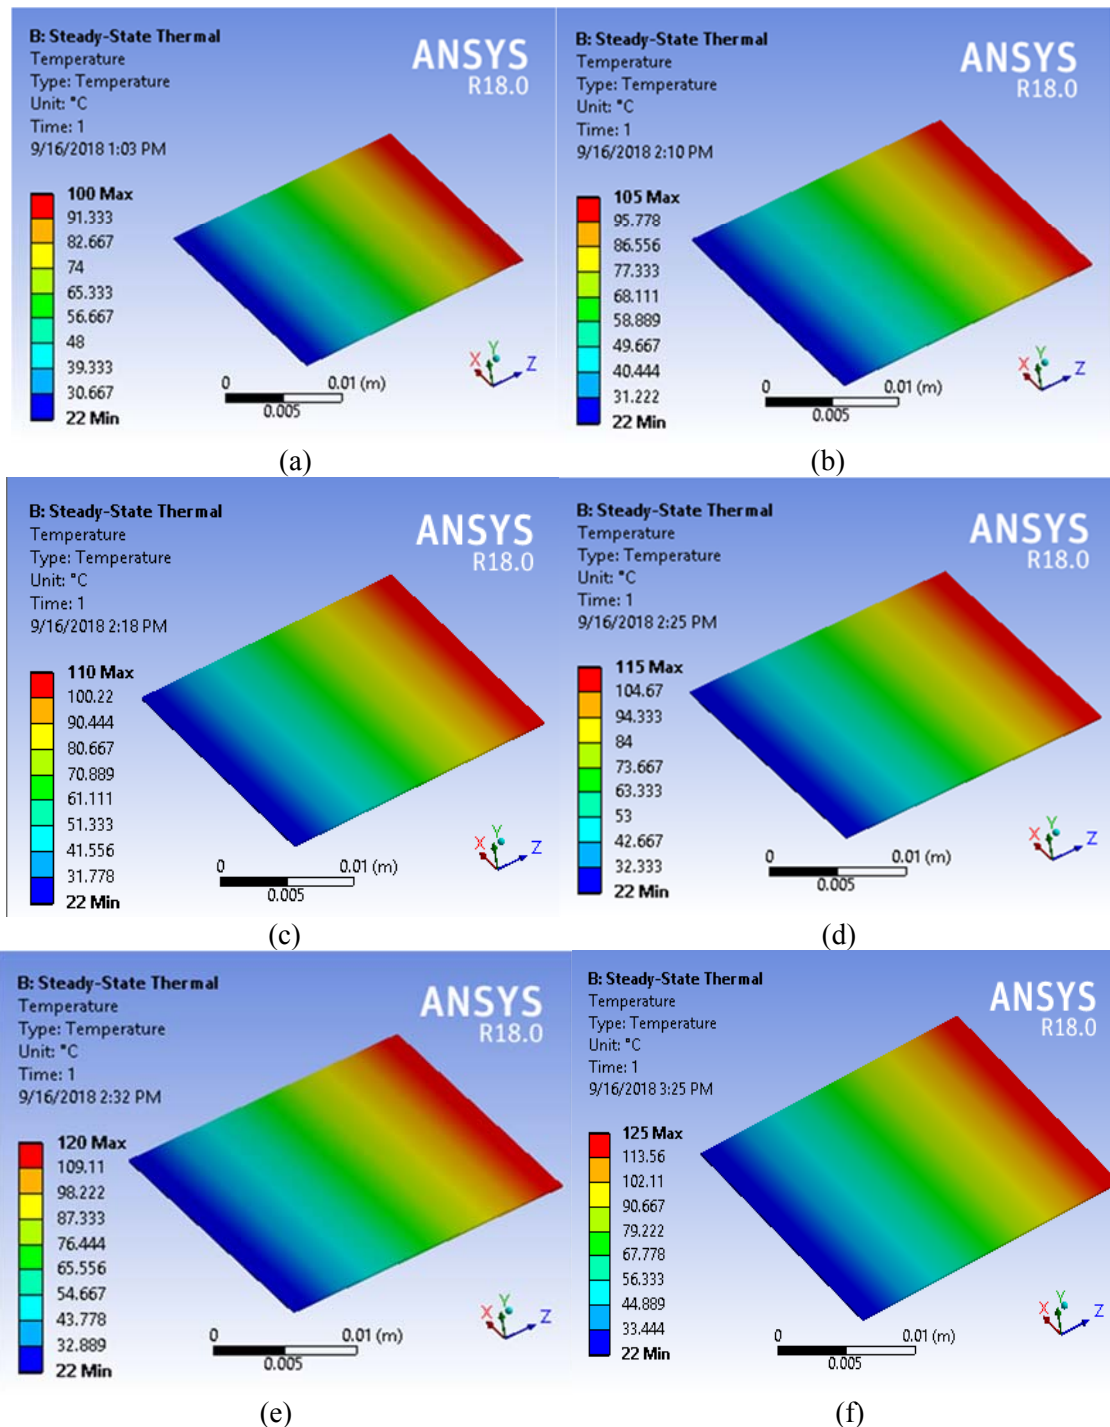 B: Steady-State Thermal
Temperature
Type: Temperature
Unit: °C
Time: 1
9/16/2018 1:03 PM
ANSYS
R18.0
100 Max
91.333
82.667
74
65.333
56.667
48
39.333
30.667
22 Min
0
0.01 (m)
0.005
X
Y
Z
(a)
B: Steady-State Thermal
Temperature
Type: Temperature
Unit: °C
Time: 1
9/16/2018 2:10 PM
ANSYS
R18.0
105 Max
95.778
86.556
77.333
68.111
58.889
49.667
40.444
31.222
22 Min
0
0.01 (m)
0.005
X
Y
Z
(b)
B: Steady-State Thermal
Temperature
Type: Temperature
Unit: °C
Time: 1
9/16/2018 2:18 PM
ANSYS
R18.0
110 Max
100.22
90.444
80.667
70.889
61.111
51.333
41.556
31.778
22 Min
0
0.01 (m)
0.005
X
Y
Z
(c)
B: Steady-State Thermal
Temperature
Type: Temperature
Unit: °C
Time: 1
9/16/2018 2:25 PM
ANSYS
R18.0
115 Max
104.67
94.333
84
73.667
63.333
53
42.667
32.333
22 Min
0
0.01 (m)
0.005
X
Y
Z
(d)
B: Steady-State Thermal
Temperature
Type: Temperature
Unit: °C
Time: 1
9/16/2018 2:32 PM
ANSYS
R18.0
120 Max
109.11
98.222
87.333
76.444
65.556
54.667
43.778
32.889
22 Min
0
0.01 (m)
0.005
X
Y
Z
(e)
B: Steady-State Thermal
Temperature
Type: Temperature
Unit: °C
Time: 1
9/16/2018 3:25 PM
ANSYS
R18.0
125 Max
113.56
102.11
90.667
79.222
67.778
56.333
44.889
33.444
22 Min
0
0.01 (m)
0.005
X
Y
Z
(f)